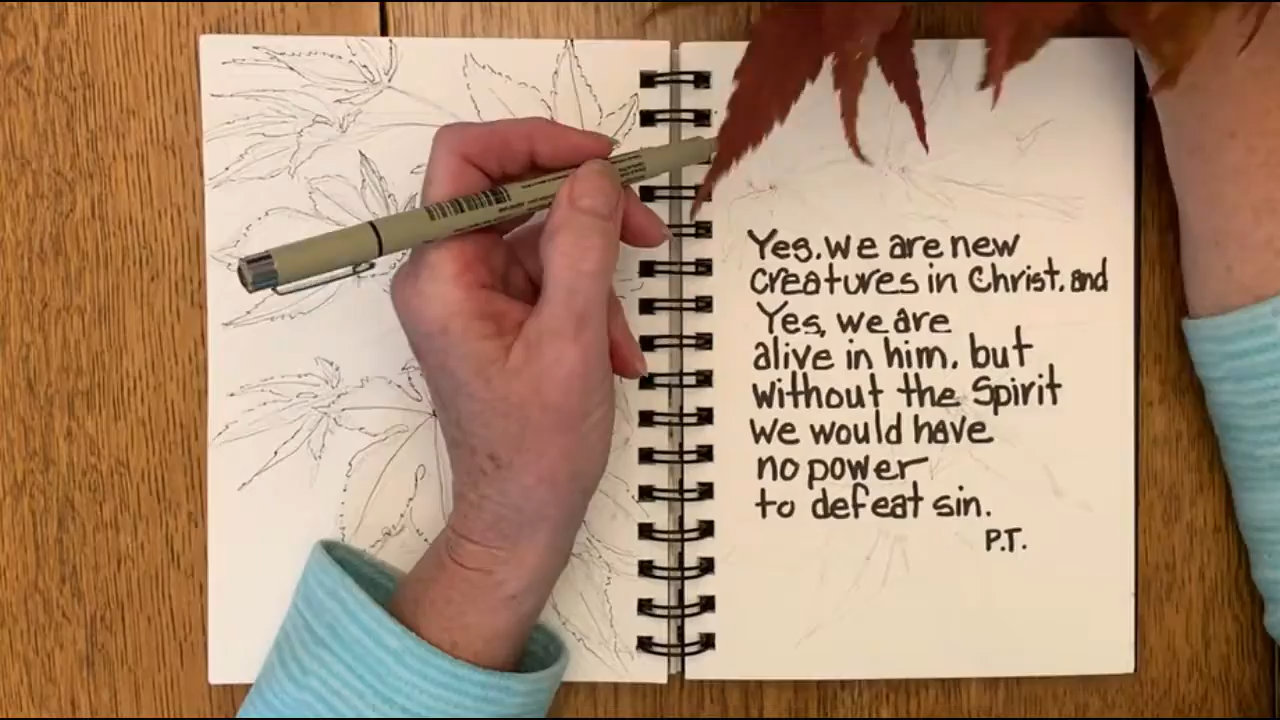 Yes, we are new
creatures in Christ, and
Yes, we are
alive in him, but
without the Spirit
we would have
no power
to defeat sin.
P.T.